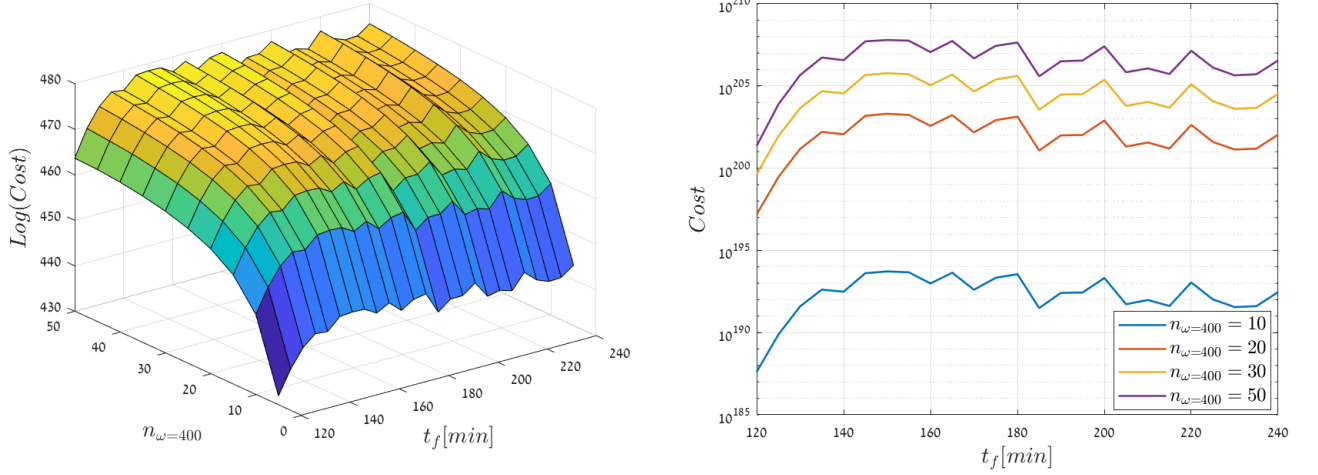 480
470
460
450
440
430
Log(Cost)
50
40
30
20
10
0
n_{ω=400}
120
140
160
180
200
220
240
t_f[min]
10^{210}
10^{205}
10^{200}
10^{195}
10^{190}
10^{185}
Cost
n_{ω=400} = 10
n_{ω=400} = 20
n_{ω=400} = 30
n_{ω=400} = 50
120 140 160 180 200 220 240
t_f[min]